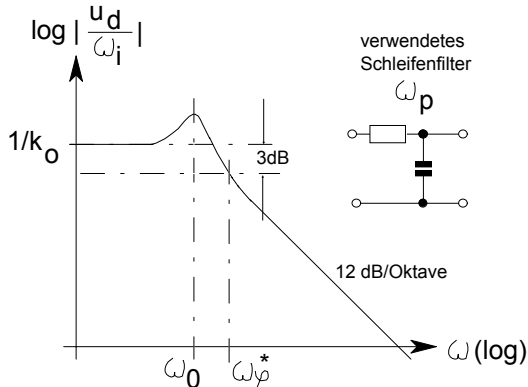 log | u_d / ω_i |
verwendetes
Schleifenfilter
ω_p
1/k_o
3dB
12 dB/Oktave
ω_0
ω_φ*
ω(log)